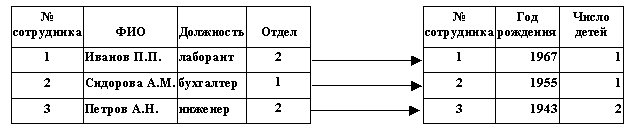 № сотрудника ФИО Должность Отдел № сотрудника Год рождения Число детей
1 Иванов П.П. лаборант 2 1 1967 1
2 Сидорова А.М. бухгалтер 1 2 1955 1
3 Петров А.Н. инженер 2 3 1943 2